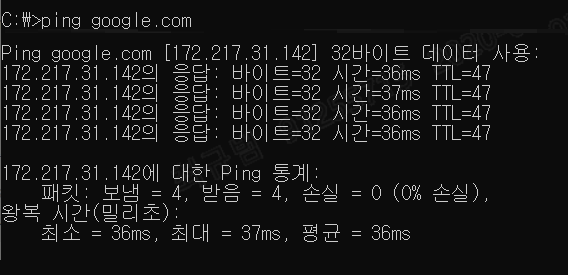 C:\>ping google.com
Ping google.com [172.217.31.142] 32바이트 데이터 사용:
172.217.31.142의 응답: 바이트=32 시간=36ms TTL=47
172.217.31.142의 응답: 바이트=32 시간=37ms TTL=47
172.217.31.142의 응답: 바이트=32 시간=36ms TTL=47
172.217.31.142의 응답: 바이트=32 시간=36ms TTL=47
172.217.31.142에 대한 Ping 통계:
패킷: 보냄 = 4, 받음 = 4, 손실 = 0 (0% 손실),
왕복 시간(밀리초):
최소 = 36ms, 최대 = 37ms, 평균 = 36ms